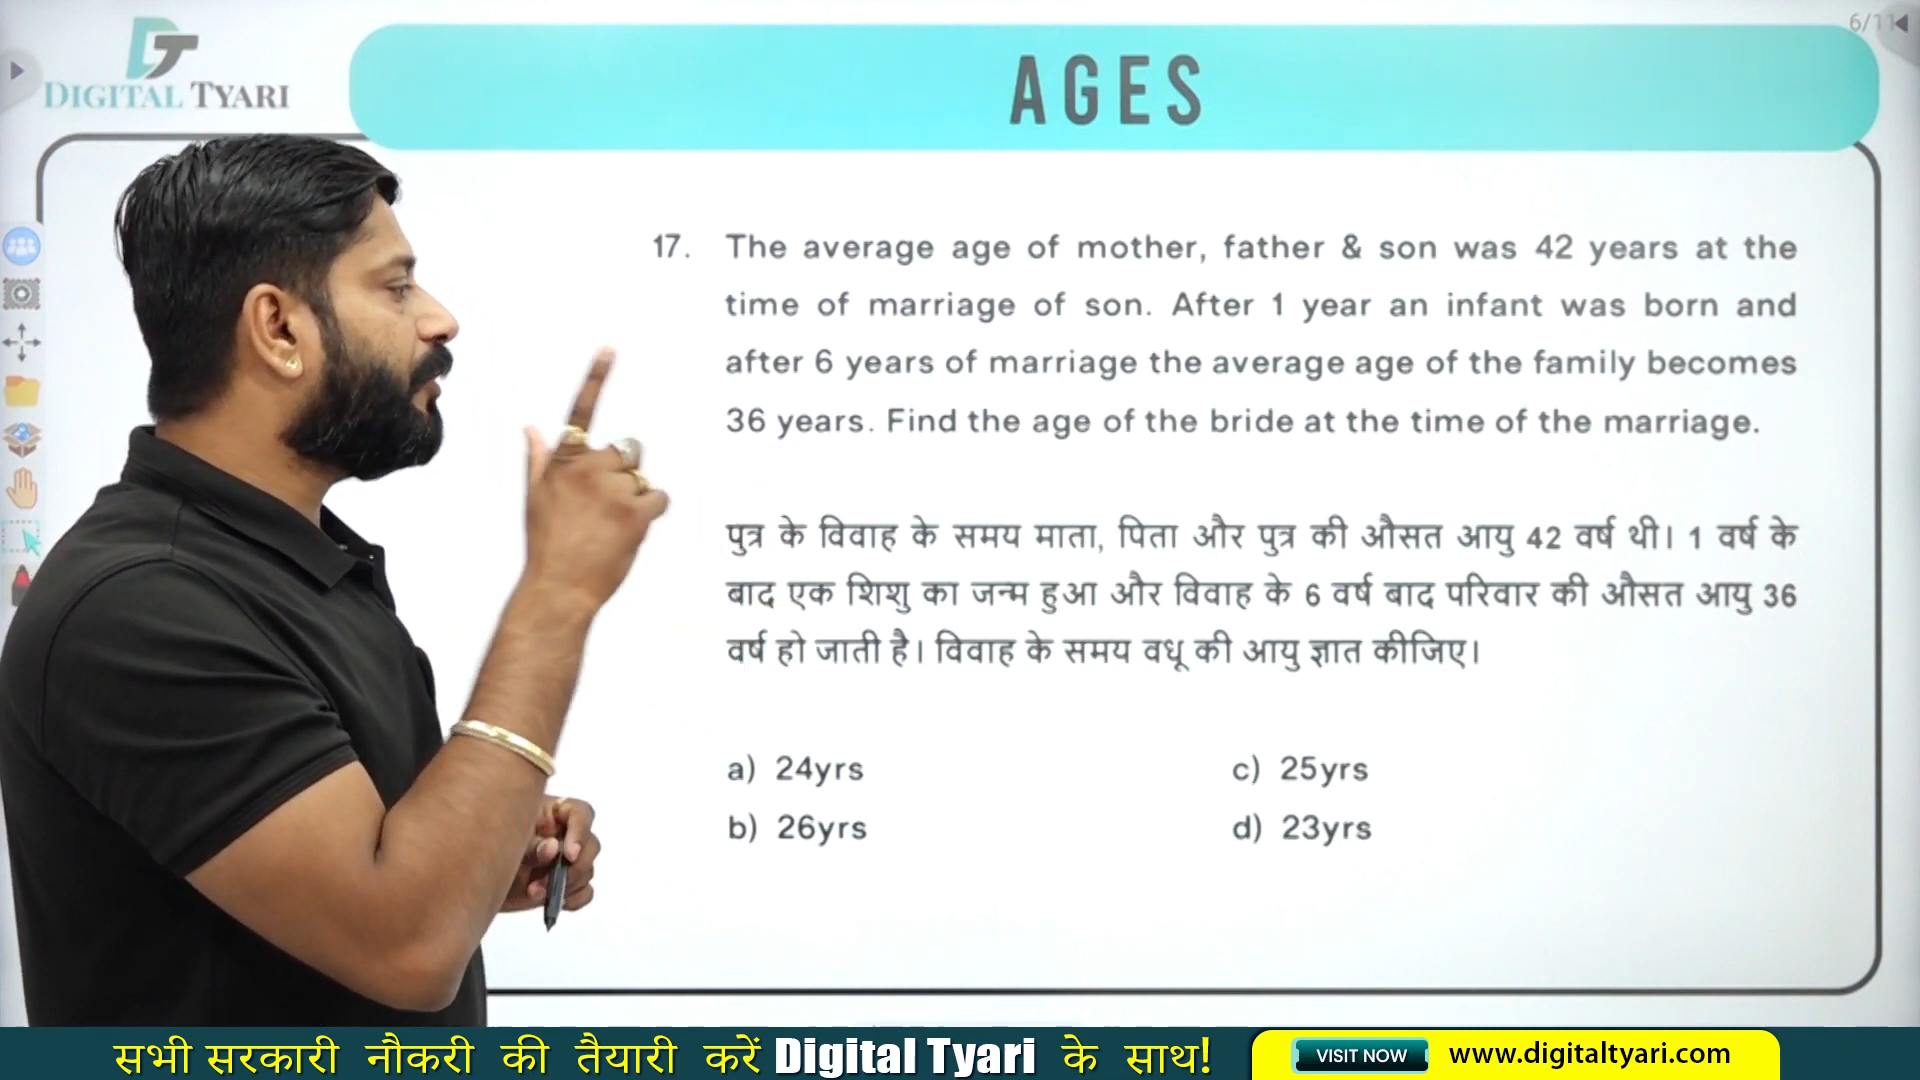 6/11
DT
DIGITAL TYARI
AGES
17. The average age of mother, father & son was 42 years at the
time of marriage of son. After 1 year an infant was born and
after 6 years of marriage the average age of the family becomes
36 years. Find the age of the bride at the time of the marriage.
पुत्र के विवाह के समय माता, पिता और पुत्र की औसत आयु 42 वर्ष थी। 1 वर्ष के
बाद एक शिशु का जन्म हुआ और विवाह के 6 वर्ष बाद परिवार की औसत आयु 36
वर्ष हो जाती है। विवाह के समय वधू की आयु ज्ञात कीजिए।
a) 24yrs c) 25yrs
b) 26yrs d) 23yrs
सभी सरकारी नौकरी की तैयारी करें Digital Tyari के साथ! VISIT NOW www.digitaltyari.com